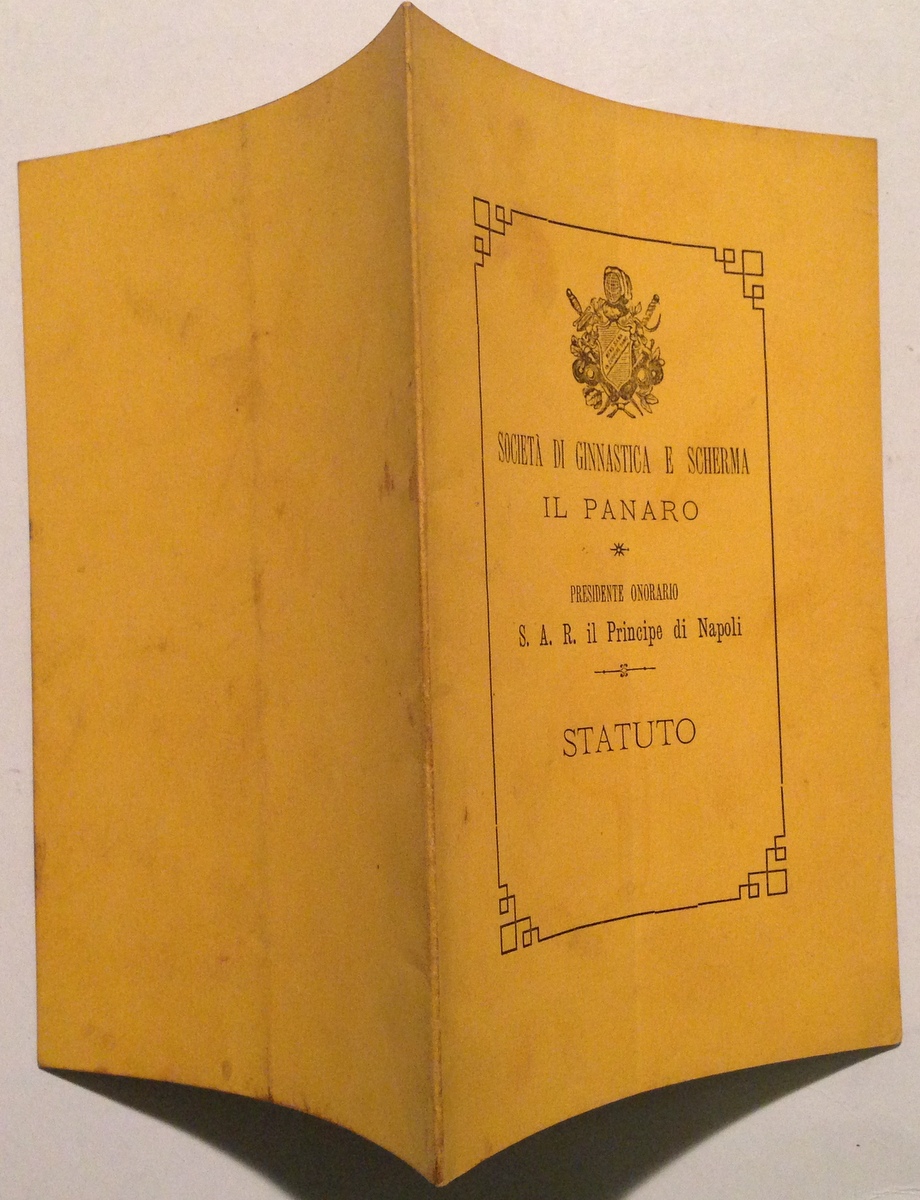 SOCIETÀ DI GINNASTICA E SCHERMA
IL PANARO
PRESIDENTE ONORARIO
S. A. R. il Principe di Napoli
STATUTO